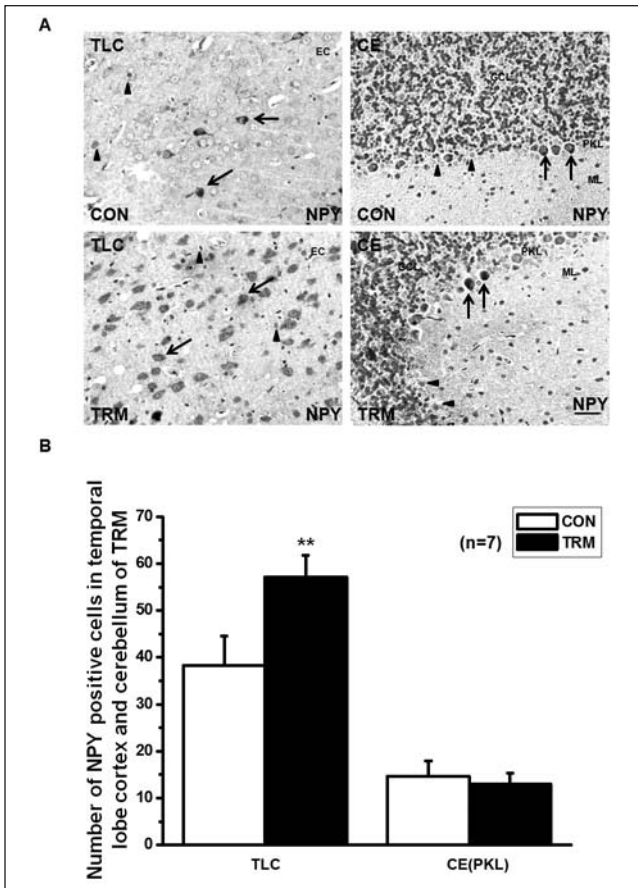 A
TLC
EC
CON
NPY
CE
GCL
PKL
ML
CON
NPY
TLC
EC
TRM
NPY
CE
GCL
PKL
ML
TRM
NPY
B
Number of NPY positive cells in temporal
lobe cortex and cerebellum of TRM
70
60
50
40
30
20
10
0
**
(n=7)
CON
TRM
TLC
CE(PKL)